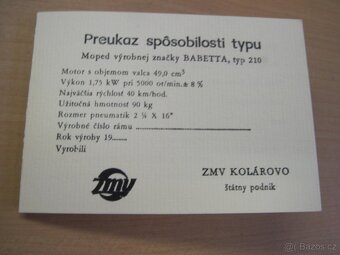 Preukaz spôsobilosti typu
Moped výrobnej značky BABETTA, typ 210
Motor s objemom valca 49,0 cm³
Výkon 1,75 kW pri 5000 ot/min. ± 8 %
Najväčšia rýchlosť 40 km/hod.
Užitočná hmotnosť 90 kg
Rozmer pneumatík 2 ¼ X 16"
Výrobné číslo rámu
Rok výroby 19
Vyrobili
zmv
ZMV KOLÁROVO
štátny podnik
Bazoš.cz